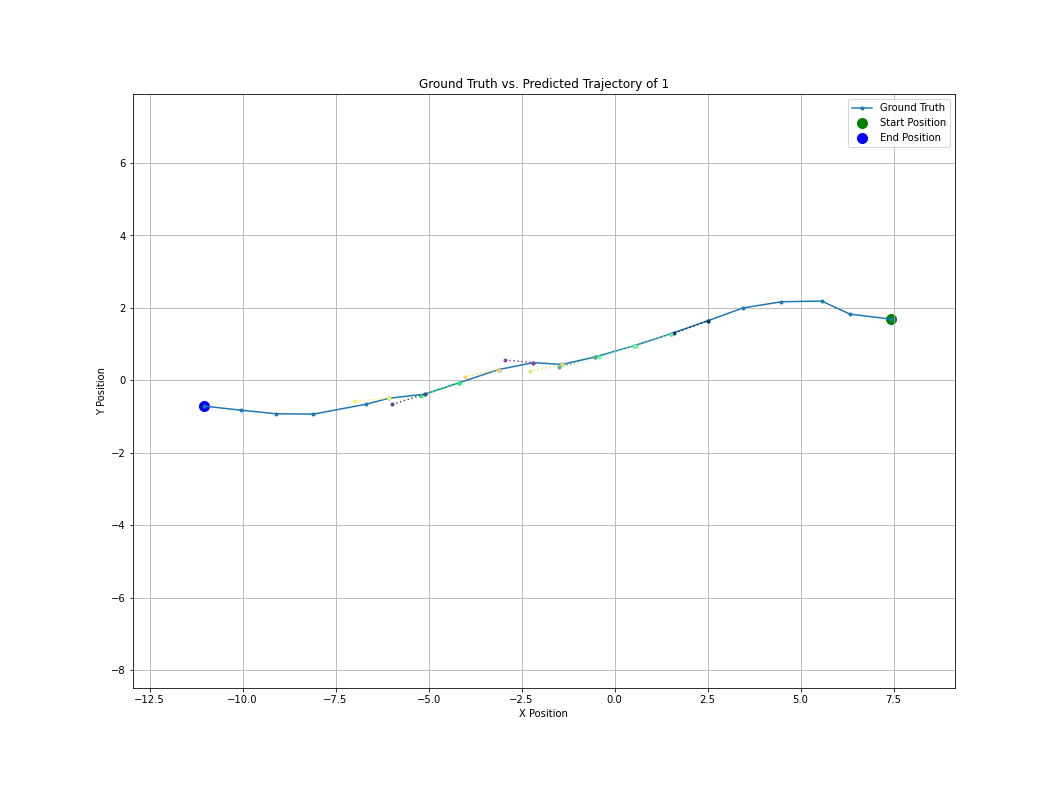 Ground Truth vs. Predicted Trajectory of 1
Ground Truth
Start Position
End Position
6
4
2
0
−2
−4
−6
−8
Y Position
−12.5 −10.0 −7.5 −5.0 −2.5 0.0 2.5 5.0 7.5
X Position